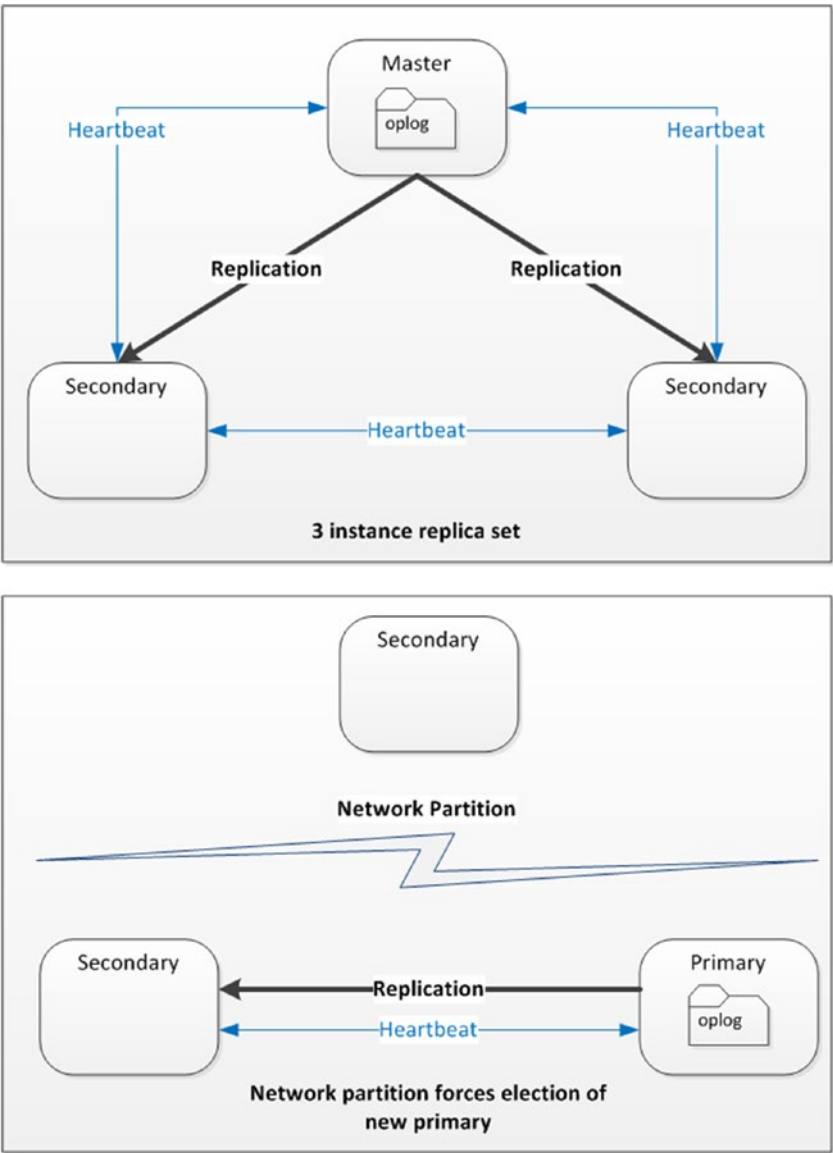 Master
oplog
Heartbeat
Heartbeat
Replication
Replication
Secondary
Secondary
Heartbeat
3 instance replica set
Secondary
Network Partition
Secondary
Primary
oplog
Replication
Heartbeat
Network partition forces election of
new primary